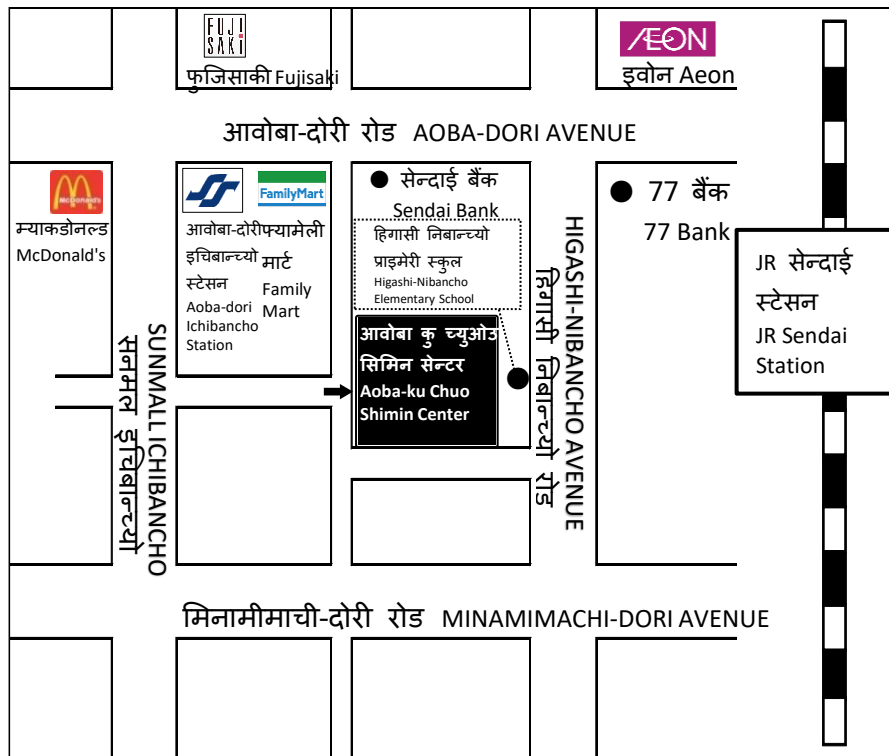 FUJI
SAKI
फुजिसाकी Fujisaki
ÆON
इवोन Aeon
आवोबा-दोरी रोड AOBA-DORI AVENUE
McDonald's
म्याकडोनल्ड
McDonald's
FamilyMart
आवोबा-दोरी
इचिबान्च्यो
स्टेसन
Aoba-dori
Ichibancho
Station
फ्यामेली
मार्ट
Family
Mart
सेन्दाई बैंक
Sendai Bank
हिगासी निबान्च्यो
प्राइमेरी स्कुल
Higashi-Nibancho
Elementary School
आवोबा कु च्युओउ
सिमिन सेन्टर
Aoba-ku Chuo
Shimin Center
77 बैंक
77 Bank
JR सेन्दाई
स्टेसन
JR Sendai
Station
SUNMALL ICHIBANCHO
सनमल इचिबान्च्यो
HIGASHI-NIBANCHO AVENUE
हिगासी निबान्च्यो रोड
मिनामीमाची-दोरी रोड MINAMIMACHI-DORI AVENUE